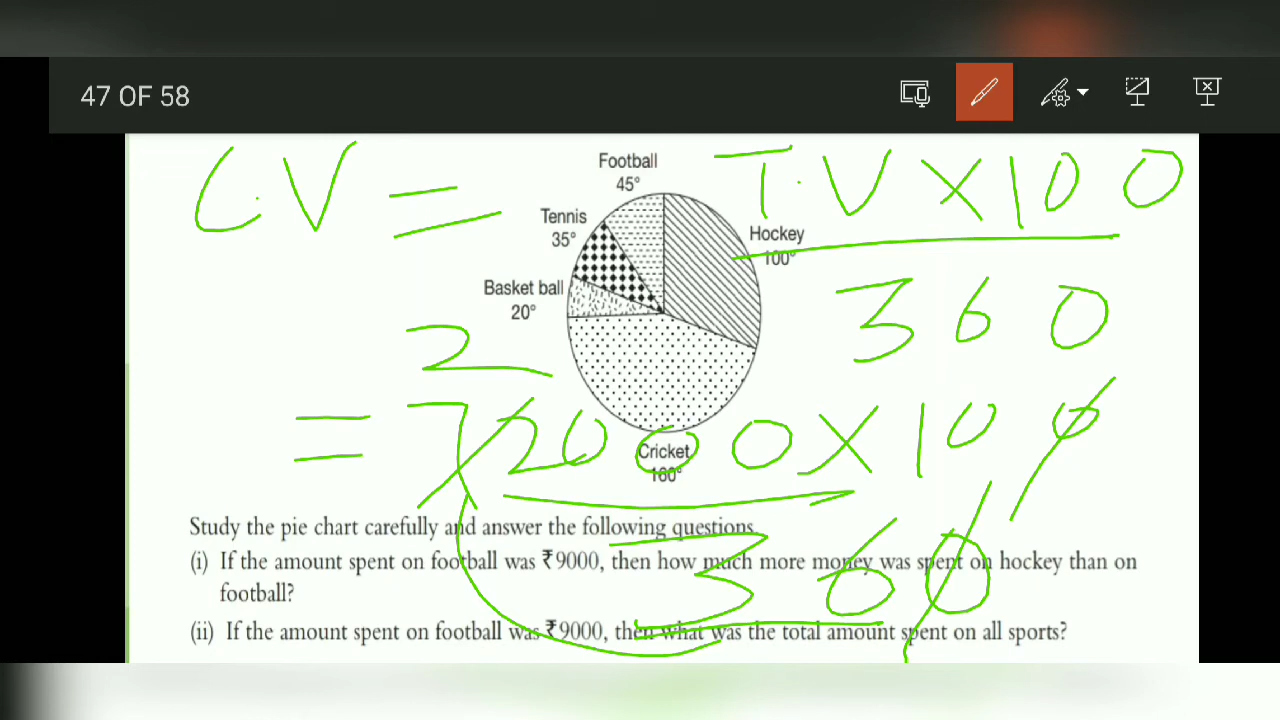 47 OF 58
C.V = T.V X 100
360
Football
45°
Tennis
35°
Hockey
100°
Basket ball
20°
2
= 72000 X 100
360
Cricket
160°
Study the pie chart carefully and answer the following questions.
(i) If the amount spent on football was ₹9000, then how much more money was spent on hockey than on
football?
(ii) If the amount spent on football was ₹9000, then what was the total amount spent on all sports?